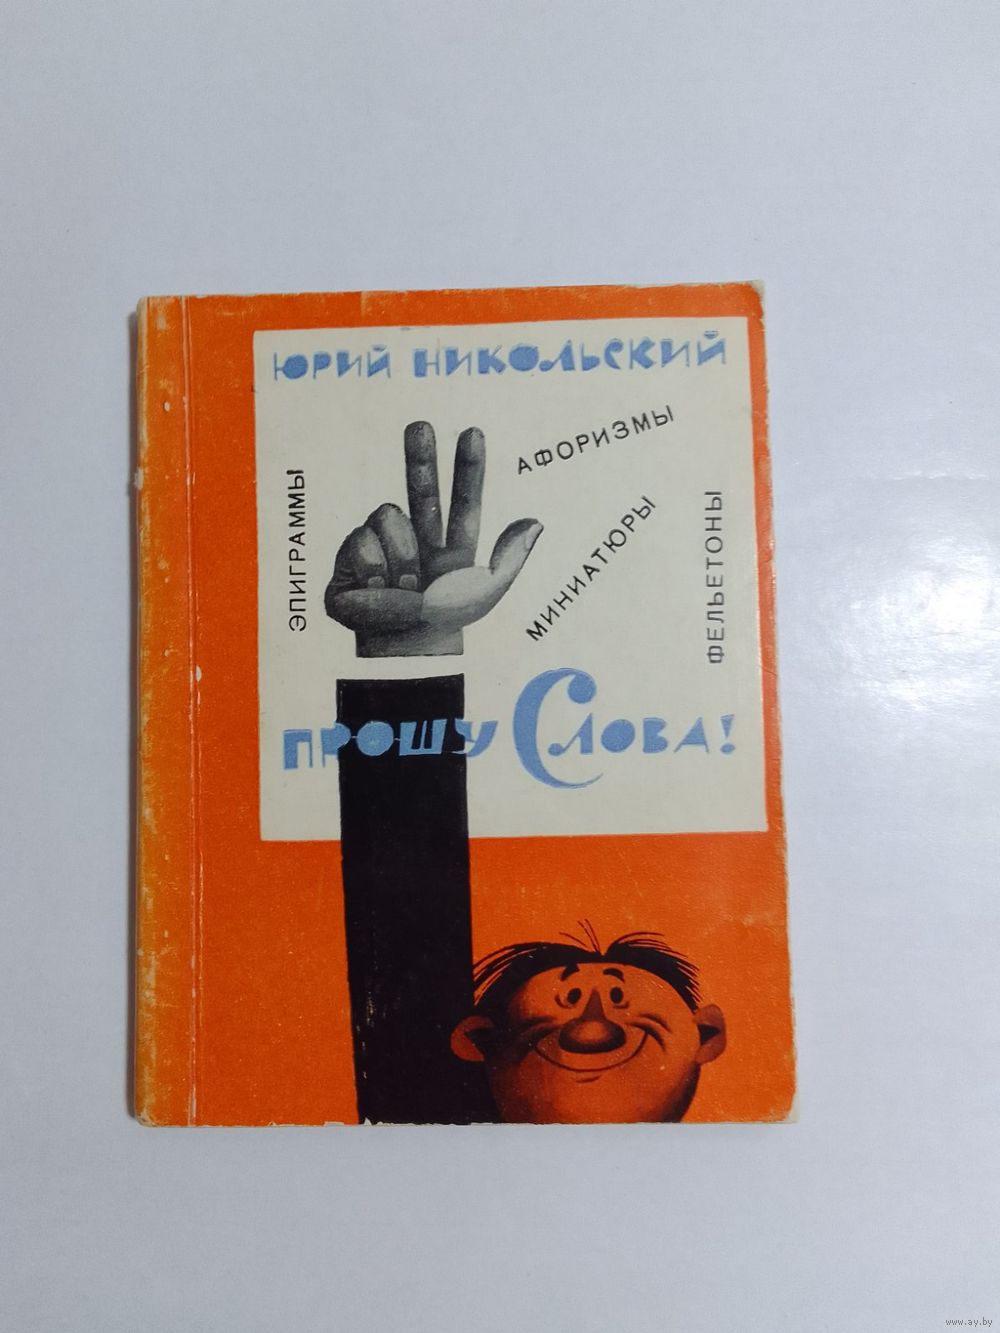 ЮРИЙ НИКОЛЬСКИЙ
ЭПИГРАММЫ
АФОРИЗМЫ
МИНИАТЮРЫ
ФЕЛЬЕТОНЫ
ПРОШУ СЛОВА!
www.ay.by